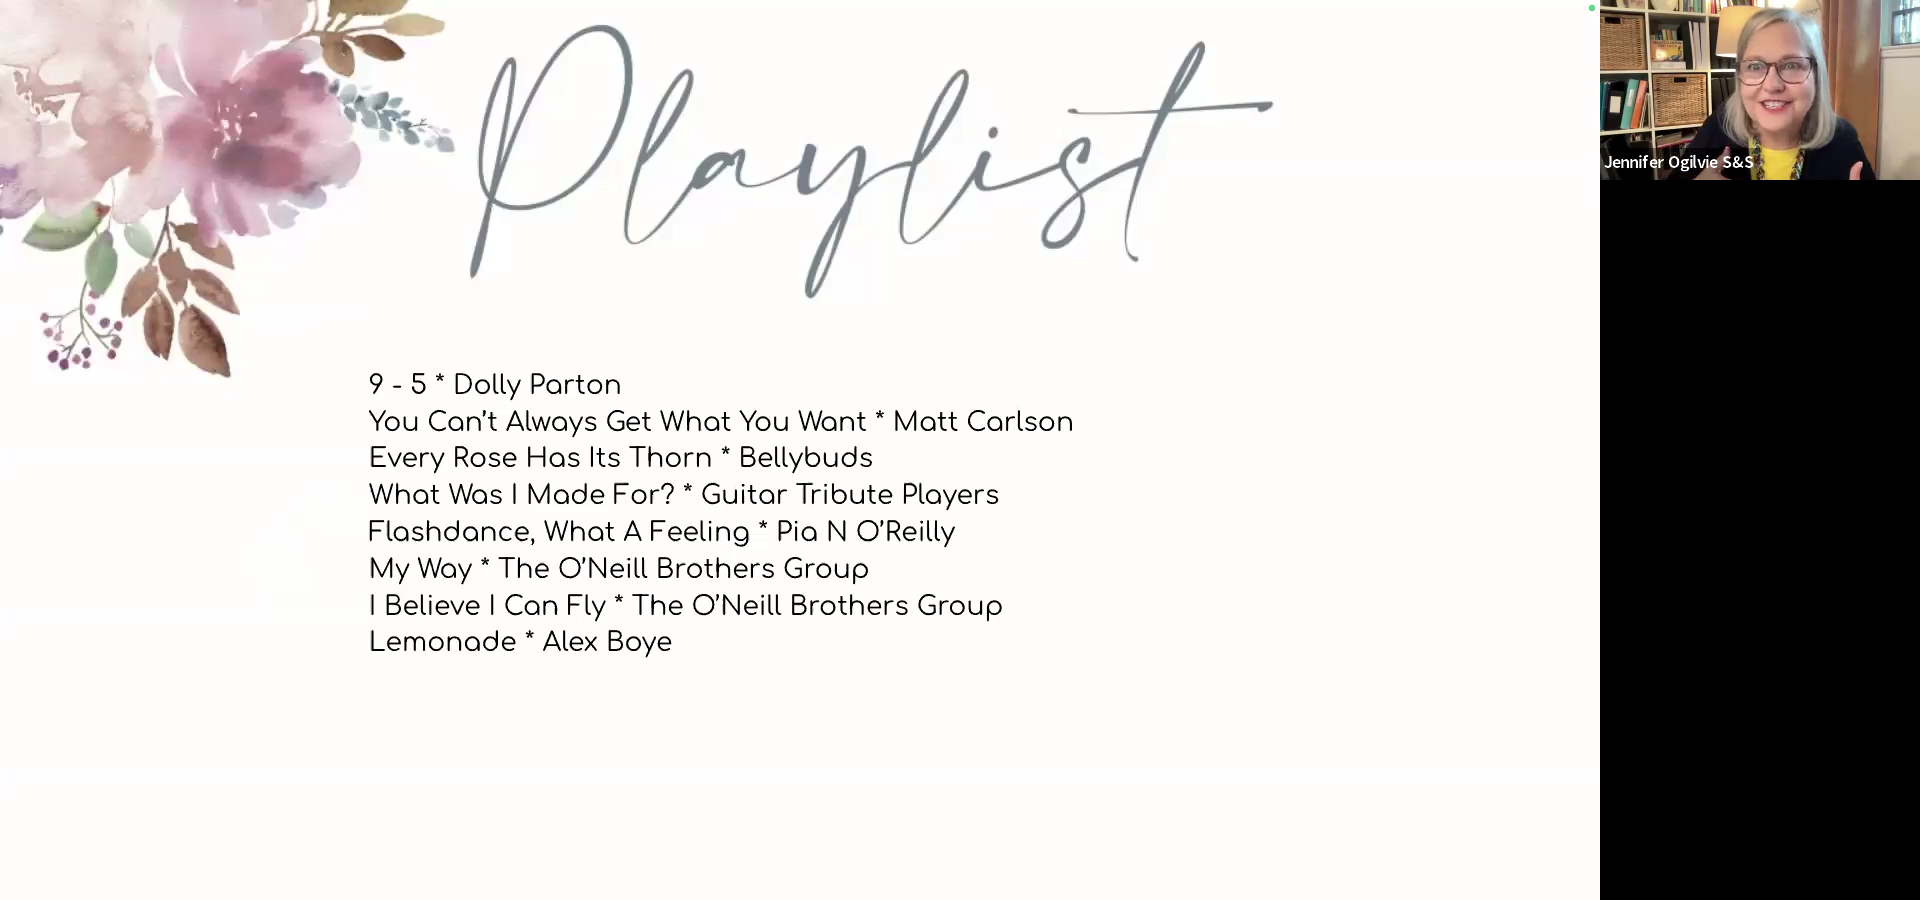 Playlist
9 - 5 * Dolly Parton
You Can't Always Get What You Want * Matt Carlson
Every Rose Has Its Thorn * Bellybuds
What Was I Made For? * Guitar Tribute Players
Flashdance, What A Feeling * Pia N O'Reilly
My Way * The O'Neill Brothers Group
I Believe I Can Fly * The O'Neill Brothers Group
Lemonade * Alex Boye
Jennifer Ogilvie S&S